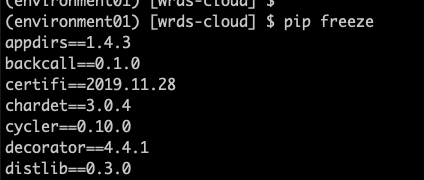 (environment01) [wrds-cloud] $
(environment01) [wrds-cloud] $ pip freeze
appdirs==1.4.3
backcall==0.1.0
certifi==2019.11.28
chardet==3.0.4
cycler==0.10.0
decorator==4.4.1
distlib==0.3.0